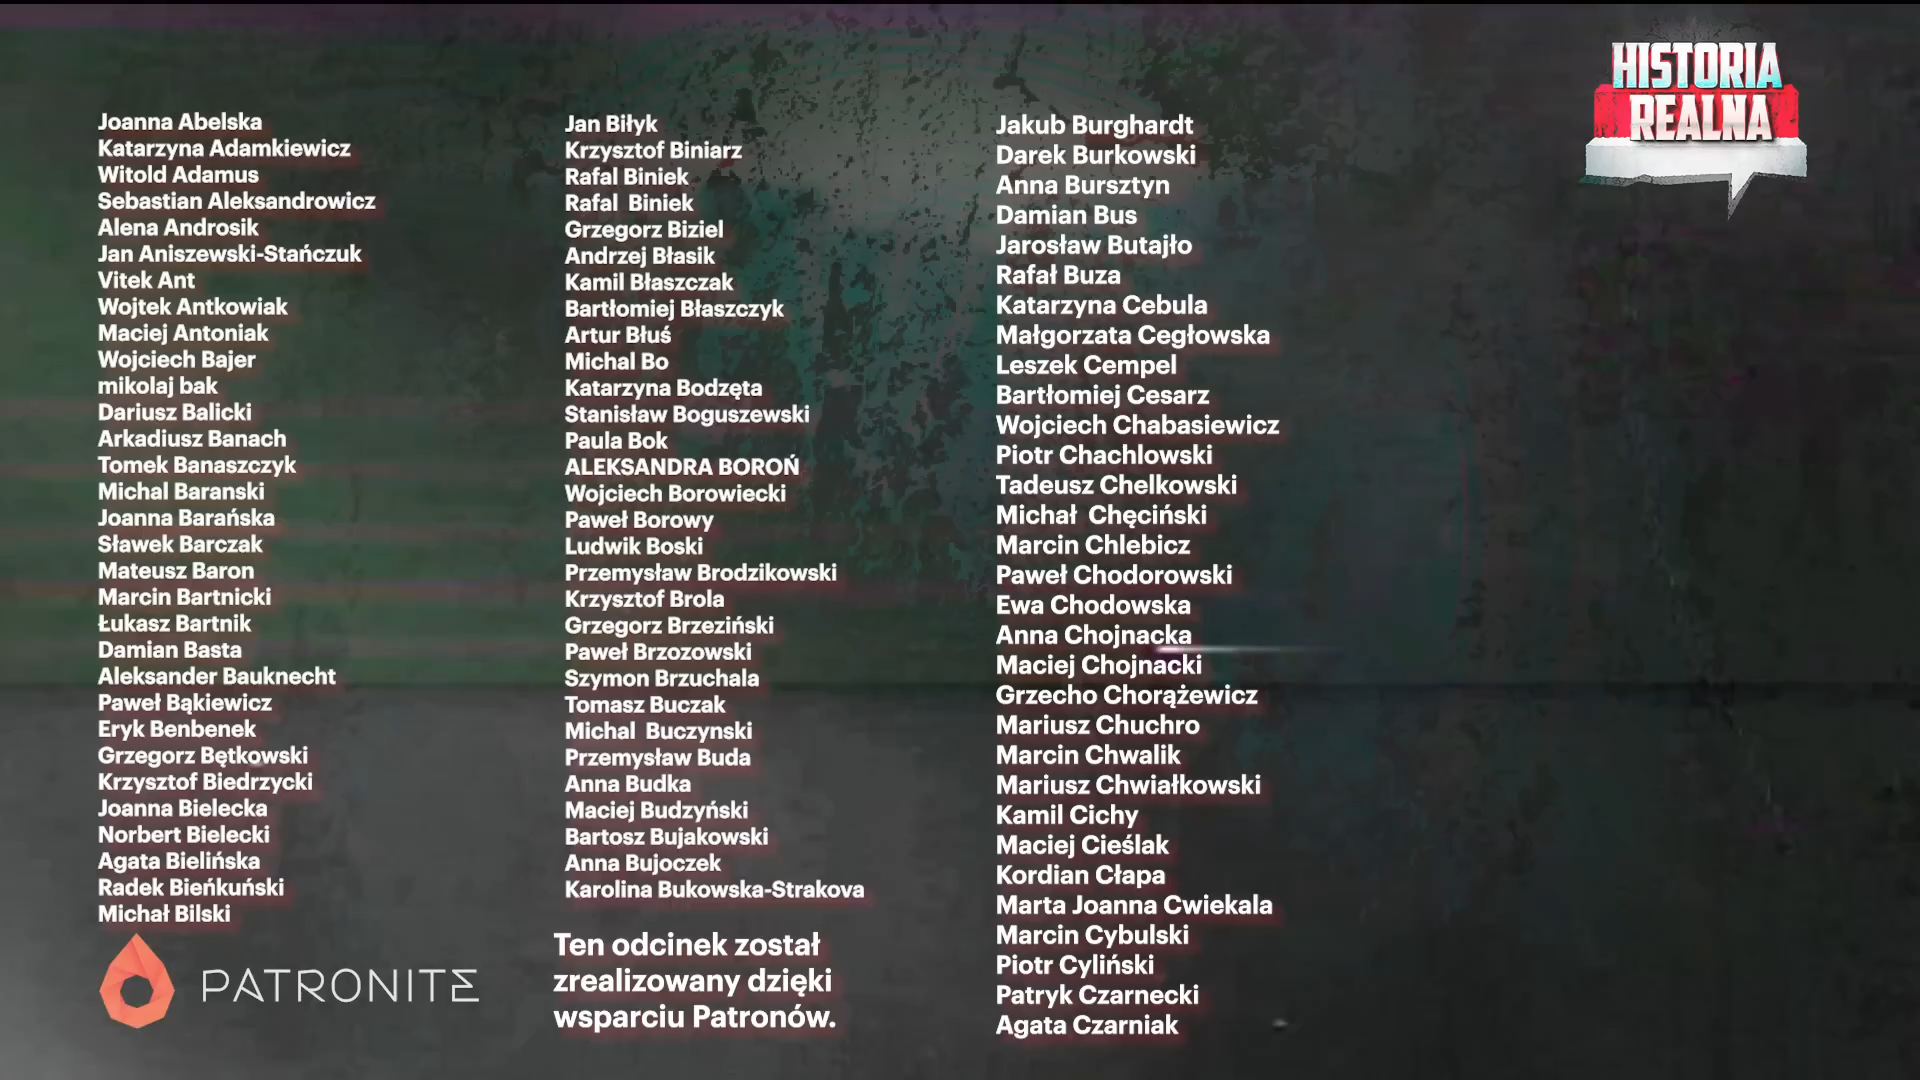 Joanna Abelska
Katarzyna Adamkiewicz
Witold Adamus
Sebastian Aleksandrowicz
Alena Androsik
Jan Aniszewski-Stańczuk
Vitek Ant
Wojtek Antkowiak
Maciej Antoniak
Wojciech Bajer
mikolaj bak
Dariusz Balicki
Arkadiusz Banach
Tomek Banaszczyk
Michal Baranski
Joanna Barańska
Sławek Barczak
Mateusz Baron
Marcin Bartnicki
Łukasz Bartnik
Damian Basta
Aleksander Bauknecht
Paweł Bąkiewicz
Eryk Benbenek
Grzegorz Bętkowski
Krzysztof Biedrzycki
Joanna Bielecka
Norbert Bielecki
Agata Bielińska
Radek Bieńkuński
Michał Bilski
PATRONITE
Jan Biłyk
Krzysztof Biniarz
Rafal Biniek
Rafal  Biniek
Grzegorz Biziel
Andrzej Błasik
Kamil Błaszczak
Bartłomiej Błaszczyk
Artur Błuś
Michal Bo
Katarzyna Bodzęta
Stanisław Boguszewski
Paula Bok
ALEKSANDRA BOROŃ
Wojciech Borowiecki
Paweł Borowy
Ludwik Boski
Przemysław Brodzikowski
Krzysztof Brola
Grzegorz Brzeziński
Paweł Brzozowski
Szymon Brzuchala
Tomasz Buczak
Michal  Buczynski
Przemysław Buda
Anna Budka
Maciej Budzyński
Bartosz Bujakowski
Anna Bujoczek
Karolina Bukowska-Strakova
Ten odcinek został
zrealizowany dzięki
wsparciu Patronów.
Jakub Burghardt
Darek Burkowski
Anna Bursztyn
Damian Bus
Jarosław Butajło
Rafał Buza
Katarzyna Cebula
Małgorzata Cegłowska
Leszek Cempel
Bartłomiej Cesarz
Wojciech Chabasiewicz
Piotr Chachlowski
Tadeusz Chelkowski
Michał  Chęciński
Marcin Chlebicz
Paweł Chodorowski
Ewa Chodowska
Anna Chojnacka
Maciej Chojnacki
Grzecho Chorążewicz
Mariusz Chuchro
Marcin Chwalik
Mariusz Chwiałkowski
Kamil Cichy
Maciej Cieślak
Kordian Cłapa
Marta Joanna Cwiekala
Marcin Cybulski
Piotr Cyliński
Patryk Czarnecki
Agata Czarniak
HISTORIA
REALNA